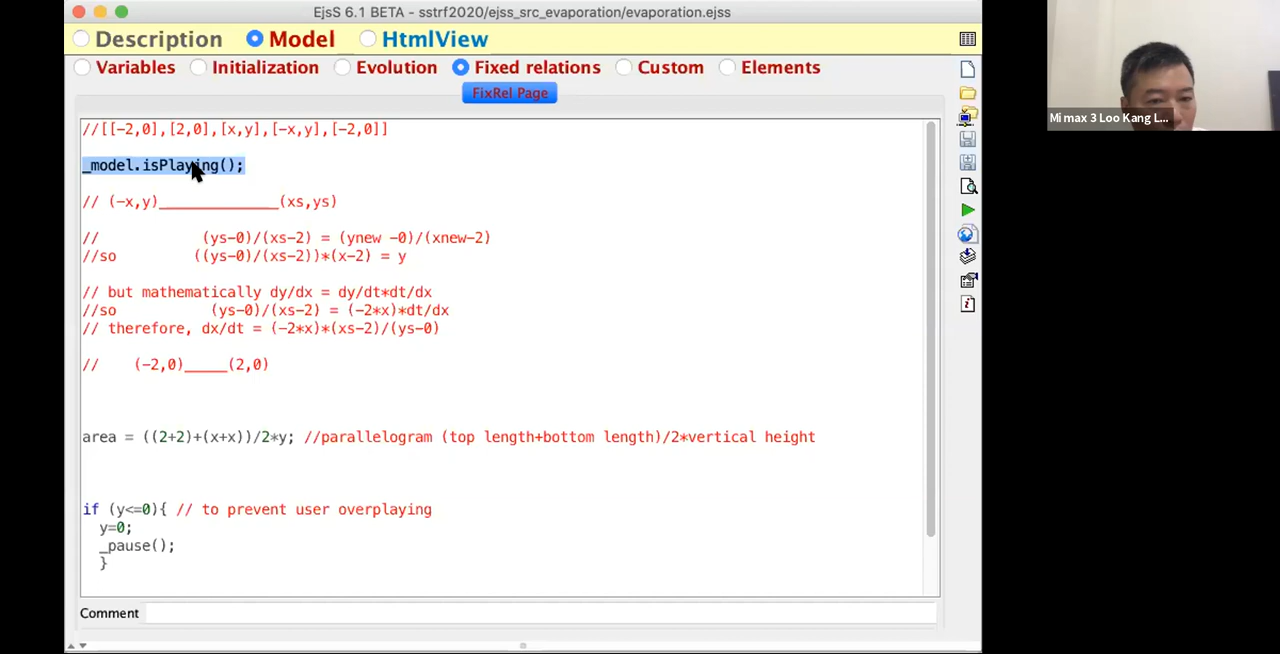 EjsS 6.1 BETA - sstrf2020/ejss_src_evaporation/evaporation.ejss
Description Model HtmlView
Variables Initialization Evolution Fixed relations Custom Elements
FixRel Page
//[[-2,0],[2,0],[x,y],[-x,y],[-2,0]]
_model.isPlaying();
// (-x,y)______________(xs,ys)
// (ys-0)/(xs-2) = (ynew -0)/(xnew-2)
//so ((ys-0)/(xs-2))*(x-2) = y
// but mathematically dy/dx = dy/dt*dt/dx
//so (ys-0)/(xs-2) = (-2*x)*dt/dx
// therefore, dx/dt = (-2*x)*(xs-2)/(ys-0)
// (-2,0)_____(2,0)
area = ((2+2)+(x+x))/2*y; //parallelogram (top length+bottom length)/2*vertical height
if (y<=0){ // to prevent user overplaying
y=0;
_pause();
}
Comment
Mi max 3 Loo Kang L...